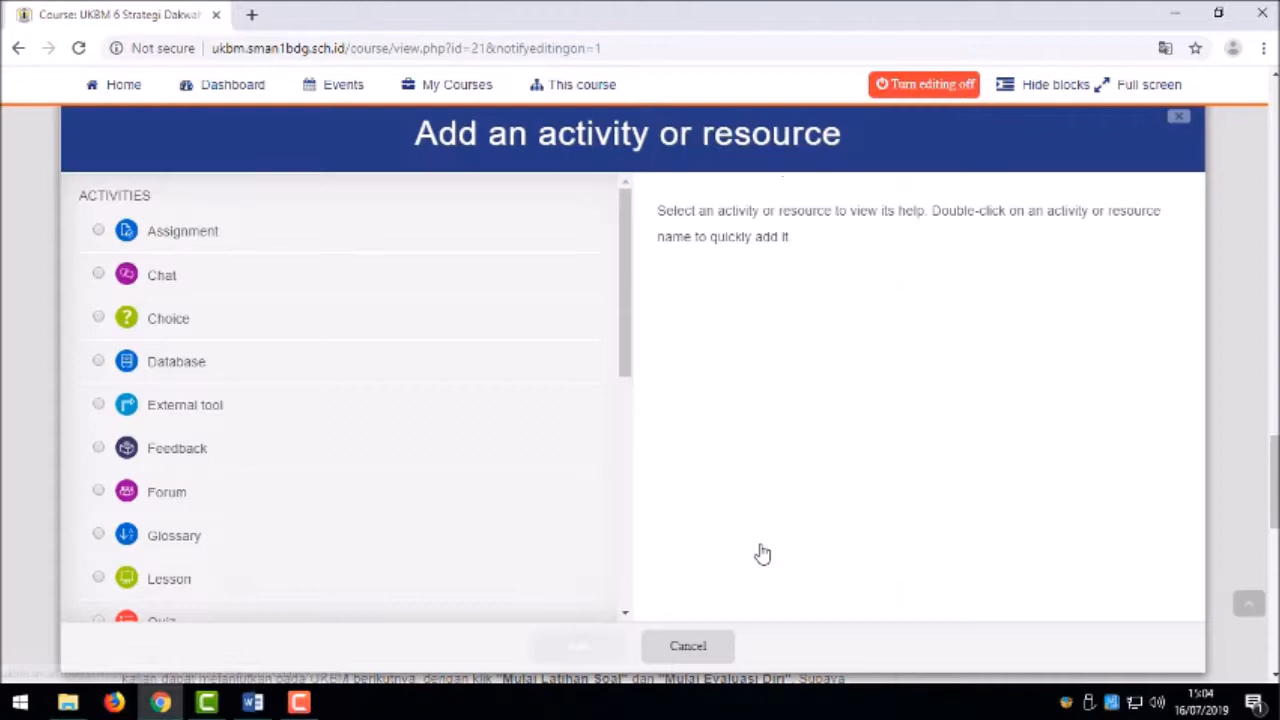 Course: UKBM 6 Strategi Dakwah
Not secure
ukbm.sman1bdg.sch.id/course/view.php?id=21&notifyeditingon=1
Home
Dashboard
Events
My Courses
This course
Turn editing off
Hide blocks
Full screen
Add an activity or resource
ACTIVITIES
Assignment
Chat
Choice
Database
External tool
Feedback
Forum
Glossary
Lesson
Quiz
Select an activity or resource to view its help. Double-click on an activity or resource
name to quickly add it
Add
Cancel
kalian dapat melanjutkan pada UKBM berikutnya, dengan klik "Mulai Latihan Soal" dan "Mulai Evaluasi Diri". Supaya
15:04
16/07/2019